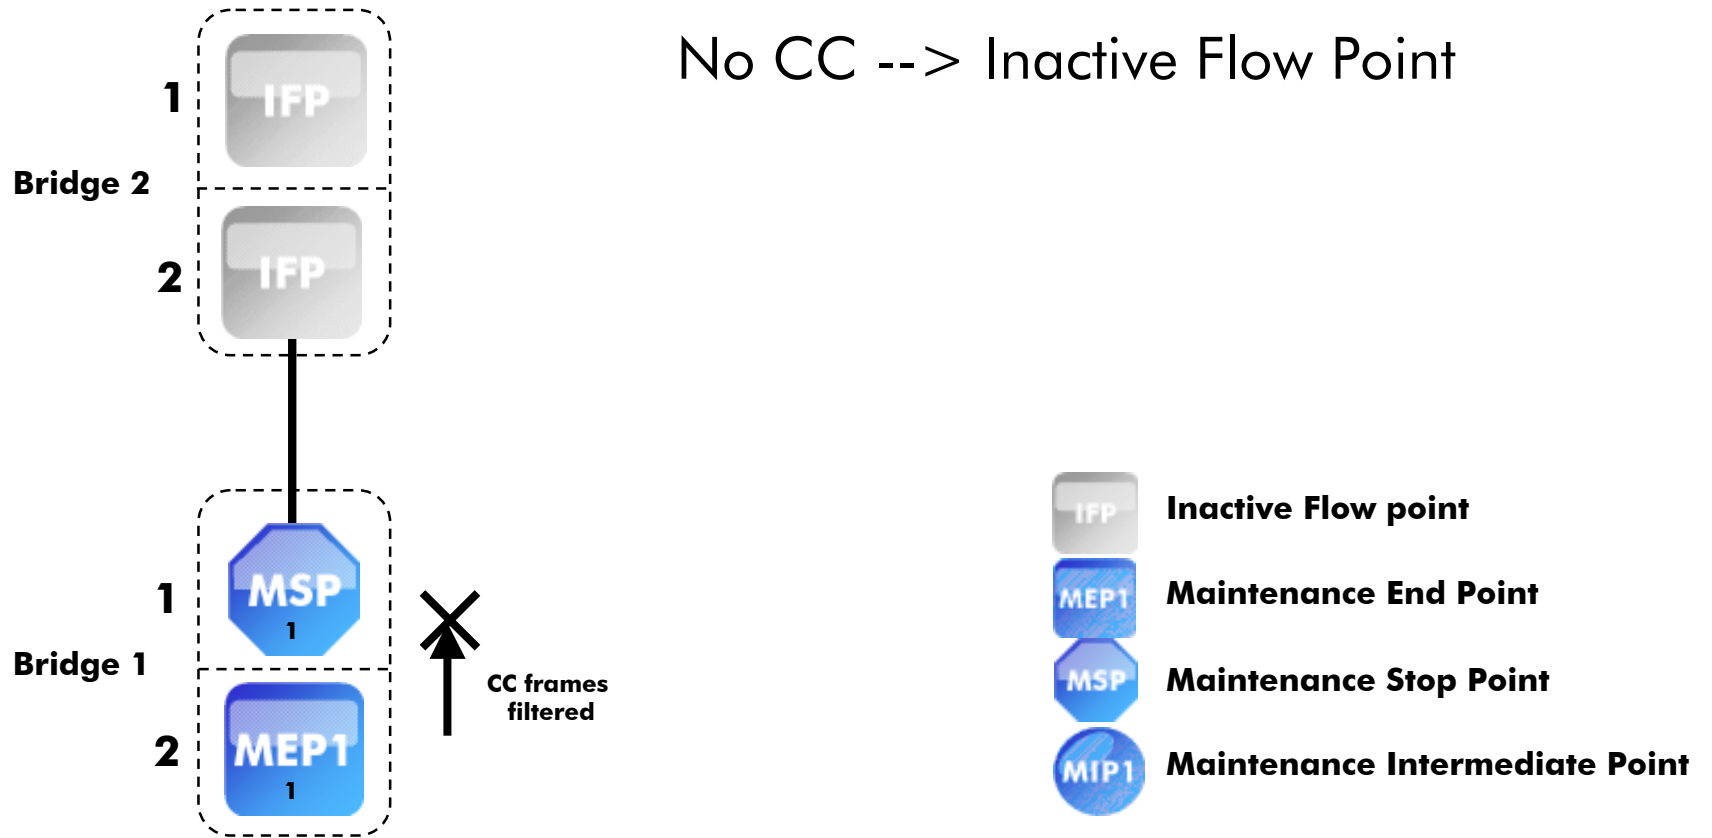 No CC --> Inactive Flow Point
1
IFP
Bridge 2
2
IFP
1
MSP
1
Bridge 1
CC frames
filtered
2
MEP1
1
IFP
Inactive Flow point
MEP1
Maintenance End Point
MSP
Maintenance Stop Point
MIP1
Maintenance Intermediate Point